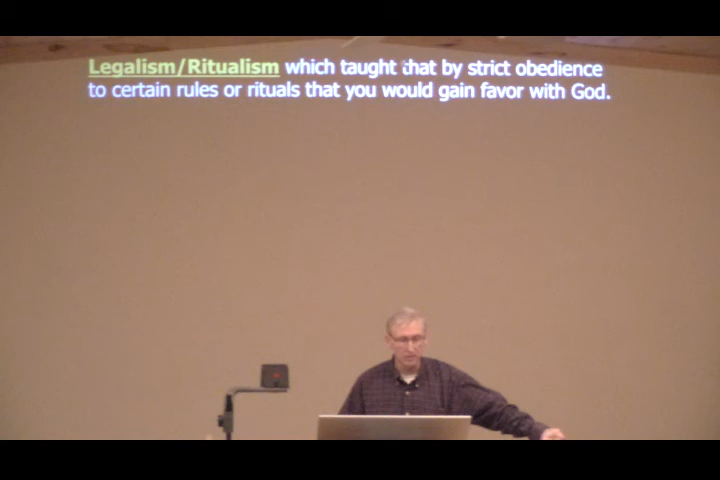 Legalism/Ritualism which taught that by strict obedience
to certain rules or rituals that you would gain favor with God.